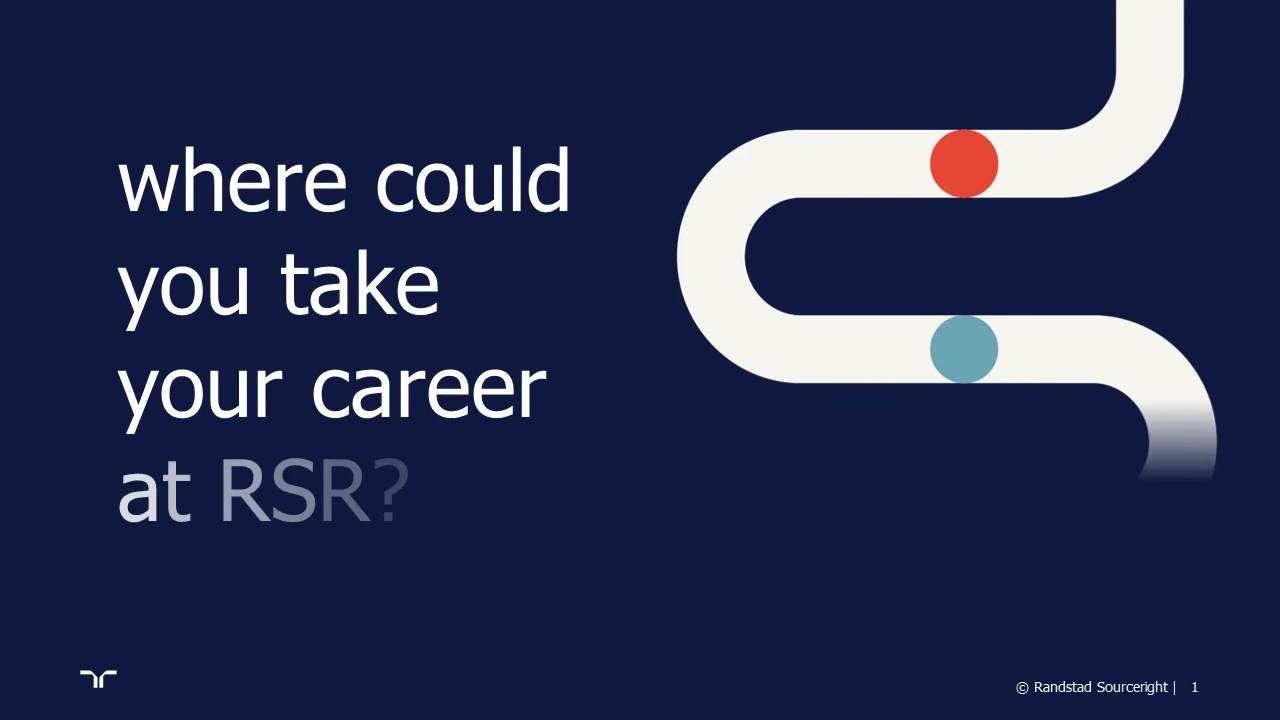 where could
you take
your career
at RSR?
© Randstad Sourceright | 1